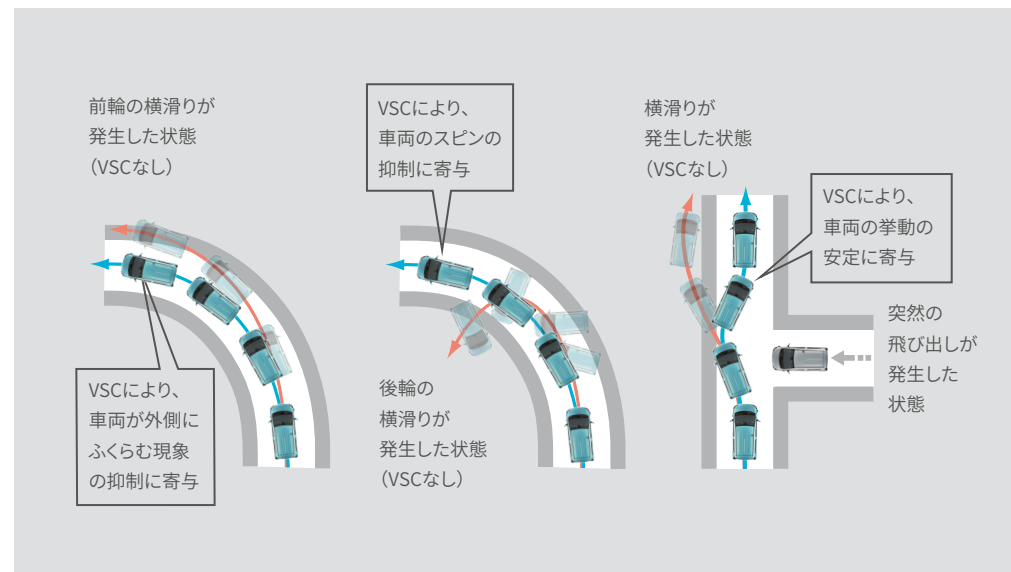 前輪の横滑りが
発生した状態
（VSCなし）
VSCにより、
車両が外側に
ふくらむ現象
の抑制に寄与
VSCにより、
車両のスピンの
抑制に寄与
後輪の
横滑りが
発生した状態
（VSCなし）
横滑りが
発生した状態
（VSCなし）
VSCにより、
車両の挙動の
安定に寄与
突然の
飛び出しが
発生した
状態